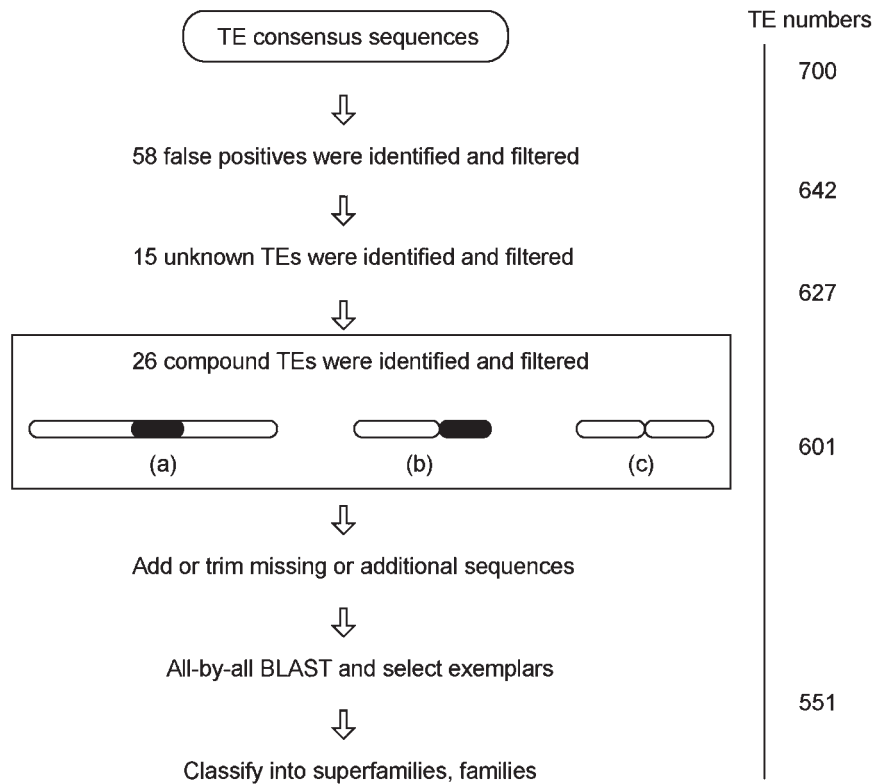 TE consensus sequences
TE numbers
700
58 false positives were identified and filtered
642
15 unknown TEs were identified and filtered
627
26 compound TEs were identified and filtered
(a)
(b)
(c)
601
Add or trim missing or additional sequences
All-by-all BLAST and select exemplars
551
Classify into superfamilies, families